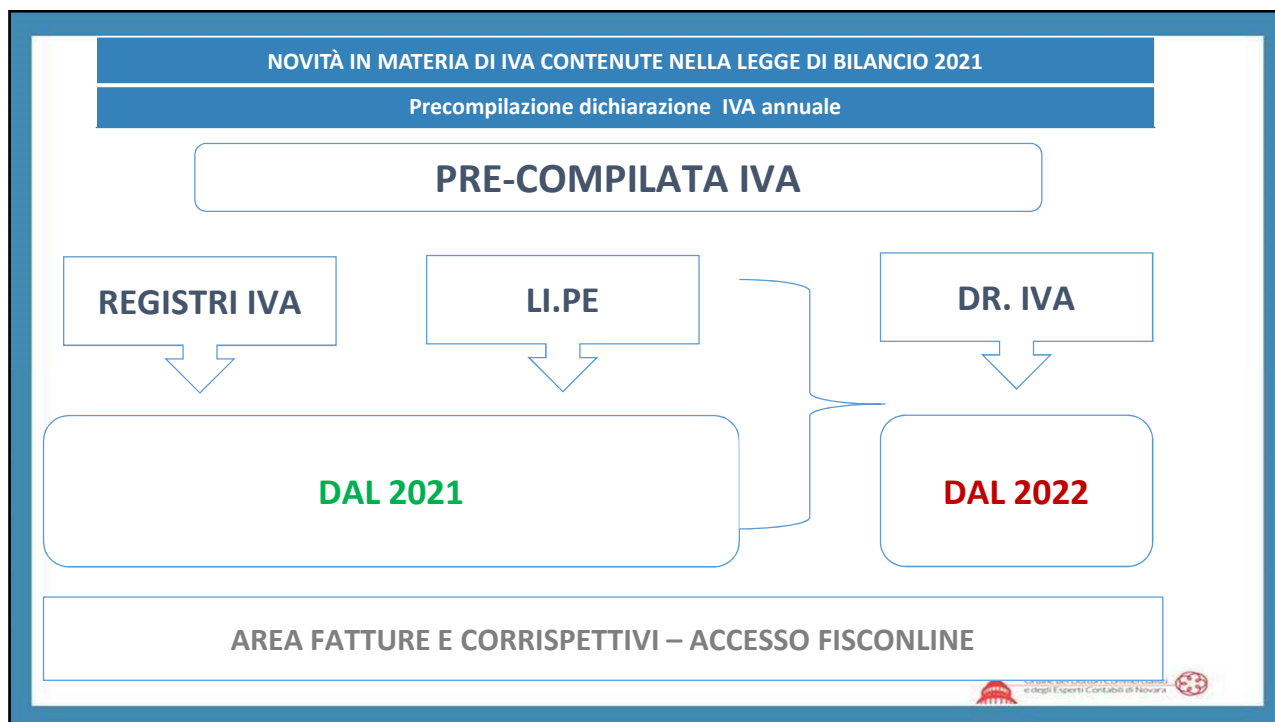 NOVITÀ IN MATERIA DI IVA CONTENUTE NELLA LEGGE DI BILANCIO 2021
Precompilazione dichiarazione IVA annuale
PRE-COMPILATA IVA
REGISTRI IVA
LI.PE
DR. IVA
DAL 2021
DAL 2022
AREA FATTURE E CORRISPETTIVI – ACCESSO FISCONLINE
e degli Esperti Contabili di Novara